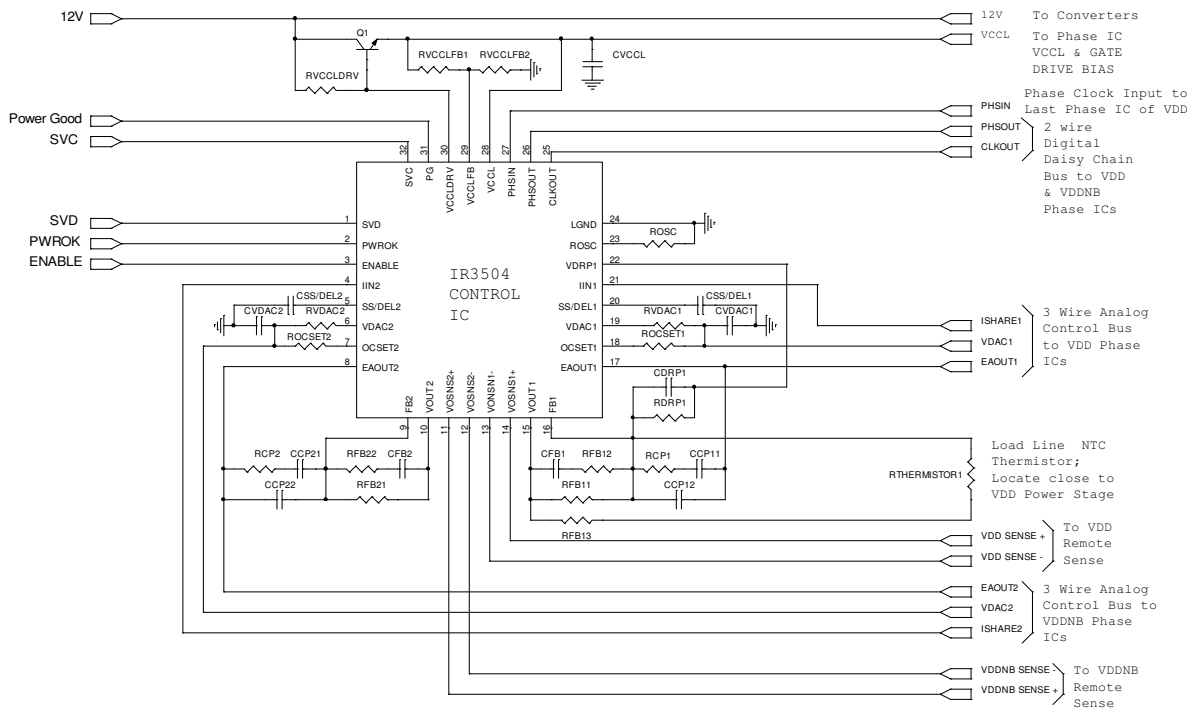 12V
12V To Converters
Q1
VCCL To Phase IC
VCCL & GATE
DRIVE BIAS
RVCCLFB1
RVCCLFB2
CVCCL
RVCCLDRV
Phase Clock Input to
PHSIN Last Phase IC of VDD
Power Good
PHSOUT 2 wire
SVC
CLKOUT Digital
Daisy Chain
Bus to VDD
& VDDNB
Phase ICs
32 31 30 29 28 27 26 25
SVC PG VCCLDRV VCCLFB VCCL PHSIN PHSOUT CLKOUT
SVD 1 SVD LGND 24
PWROK 2 PWROK ROSC 23 ROSC
ENABLE 3 ENABLE VDRP1 22
4 IIN2 IIN1 21
IR3504
CONTROL
IC
CSS/DEL2 5 SS/DEL2 SS/DEL1 20 CSS/DEL1
CVDAC2 RVDAC2 6 VDAC2 VDAC1 19 RVDAC1 CVDAC1
ROCSET2 7 OCSET2 OCSET1 18 ROCSET1
8 EAOUT2 EAOUT1 17
ISHARE1 3 Wire Analog
Control Bus
VDAC1 to VDD Phase
EAOUT1 ICs
FB2 VOUT2 VOSNS2+ VOSNS2- VONSN1- VOSNS1+ VOUT1 FB1
9 10 11 12 13 14 15 16
CDRP1
RDRP1
RCP2 CCP21 RFB22 CFB2
CCP22 RFB21
CFB1 RFB12 RCP1 CCP11
RFB11 CCP12
RFB13
RTHERMISTOR1
Load Line NTC
Thermistor;
Locate close to
VDD Power Stage
VDD SENSE + To VDD
Remote
VDD SENSE - Sense
EAOUT2 3 Wire Analog
VDAC2 Control Bus to
VDDNB Phase
ISHARE2 ICs
VDDNB SENSE - To VDDNB
VDDNB SENSE + Remote
Sense